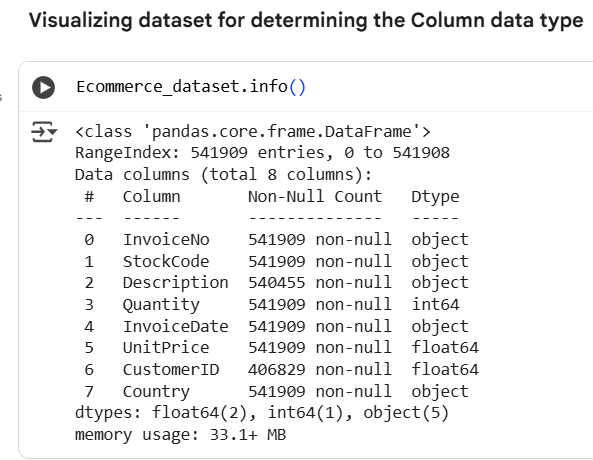 Visualizing dataset for determining the Column data type
Ecommerce_dataset.info()
<class 'pandas.core.frame.DataFrame'>
RangeIndex: 541909 entries, 0 to 541908
Data columns (total 8 columns):
 #   Column       Non-Null Count   Dtype
---  ------       --------------   -----
 0   InvoiceNo    541909 non-null  object
 1   StockCode    541909 non-null  object
 2   Description  540455 non-null  object
 3   Quantity     541909 non-null  int64
 4   InvoiceDate  541909 non-null  object
 5   UnitPrice    541909 non-null  float64
 6   CustomerID   406829 non-null  float64
 7   Country      541909 non-null  object
dtypes: float64(2), int64(1), object(5)
memory usage: 33.1+ MB